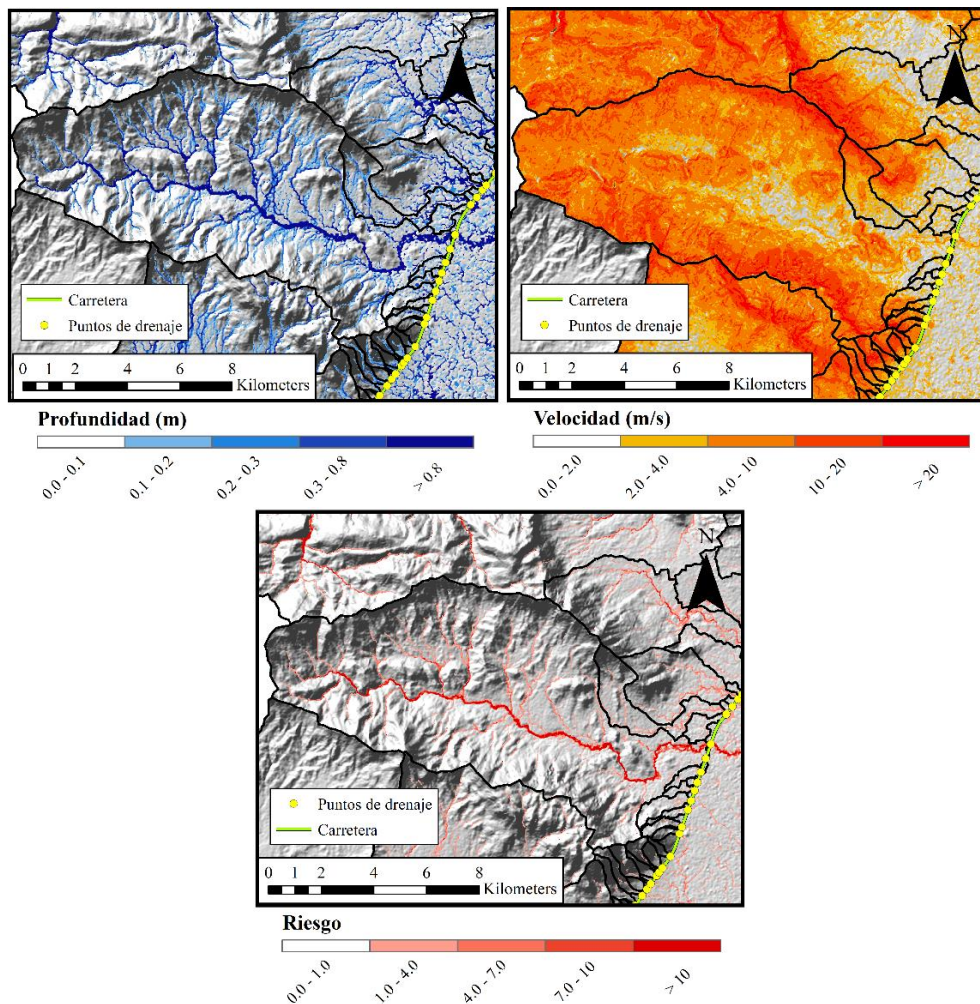 N
Carretera
Puntos de drenaje
0 1 2 4 6 8
Kilometers
Profundidad (m)
0.0 - 0.1
0.1 - 0.2
0.2 - 0.3
0.3 - 0.8
> 0.8
N
Carretera
Puntos de drenaje
0 1 2 4 6 8
Kilometers
Velocidad (m/s)
0.0 - 2.0
2.0 - 4.0
4.0 - 10
10 - 20
> 20
N
Puntos de drenaje
Carretera
0 1 2 4 6 8
Kilometers
Riesgo
0.0 - 1.0
1.0 - 4.0
4.0 - 7.0
7.0 - 10
> 10